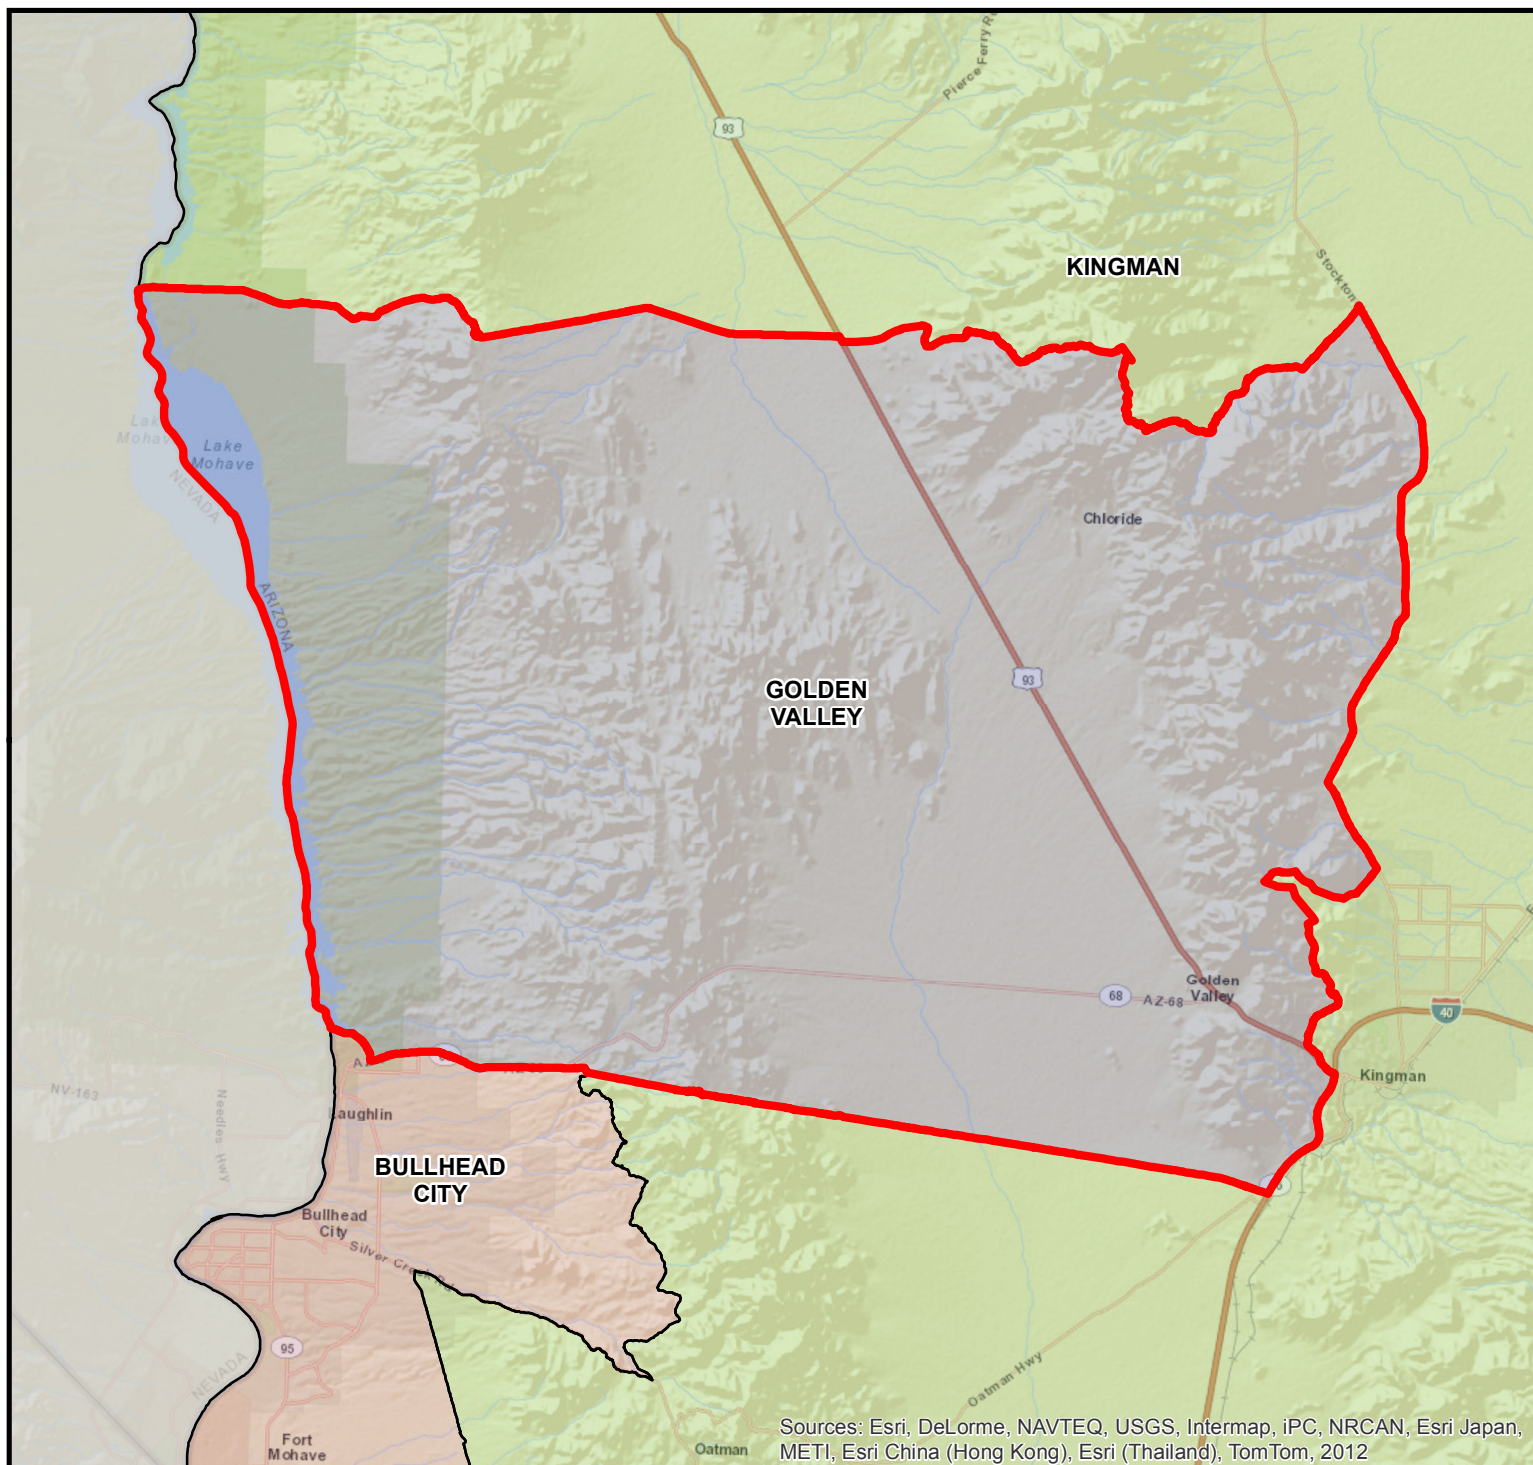 Pierce Ferry Rd
93
KINGMAN
Stockton
Lake
Mohave
Lake
Mohave
NEVADA
Chloride
ARIZONA
93
GOLDEN
VALLEY
Golden
Valley
68
AZ-68
40
Kingman
NV-163
Needles Hwy
Laughlin
BULLHEAD
CITY
Bullhead
City
Silver Creek Rd
95
NEVADA
Oatman Hwy
Fort
Mohave
Oatman
Sources: Esri, DeLorme, NAVTEQ, USGS, Intermap, iPC, NRCAN, Esri Japan,
METI, Esri China (Hong Kong), Esri (Thailand), TomTom, 2012